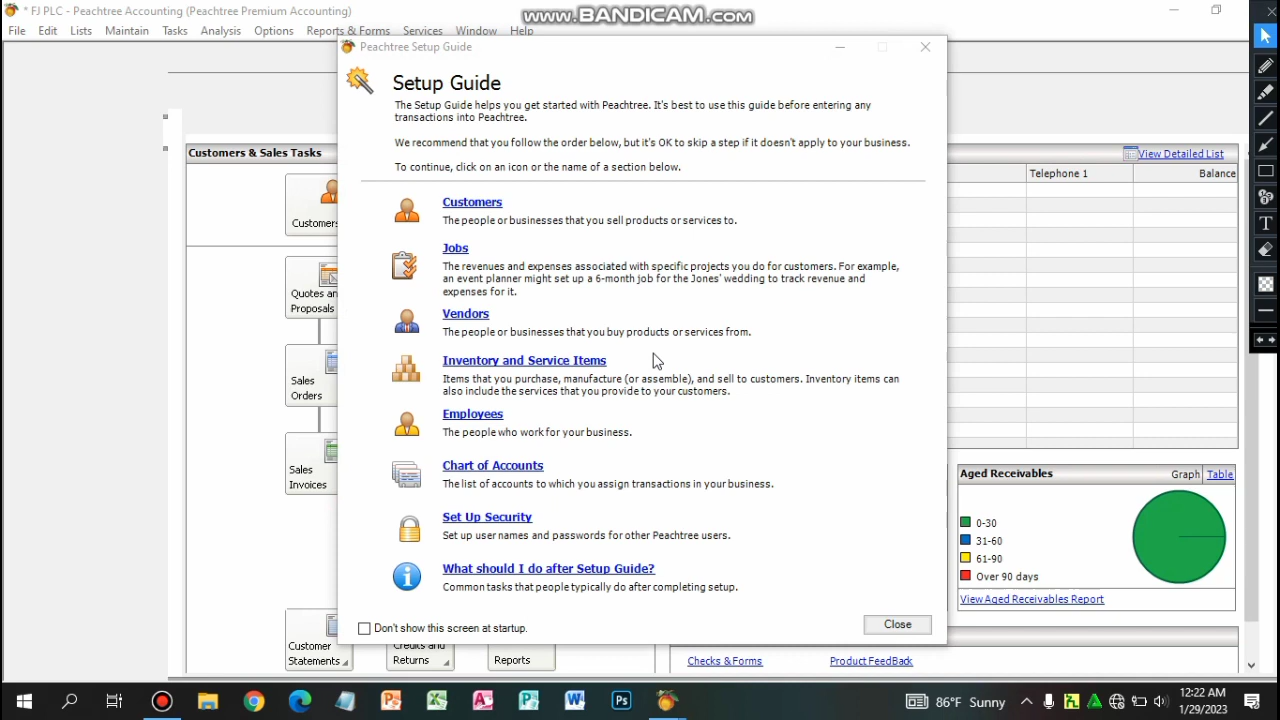 * FJ PLC - Peachtree Accounting (Peachtree Premium Accounting)
www.BANDICAM.com
File Edit Lists Maintain Tasks Analysis Options Reports & Forms Services Window Help
Peachtree Setup Guide
Setup Guide
The Setup Guide helps you get started with Peachtree. It's best to use this guide before entering any
transactions into Peachtree.
We recommend that you follow the order below, but it's OK to skip a step if it doesn't apply to your business.
To continue, click on an icon or the name of a section below.
Customers & Sales Tasks
View Detailed List
Telephone 1 Balance
Customers
Customers
The people or businesses that you sell products or services to.
Jobs
The revenues and expenses associated with specific projects you do for customers. For example,
an event planner might set up a 6-month job for the Jones' wedding to track revenue and
expenses for it.
Quotes an
Proposals
Vendors
The people or businesses that you buy products or services from.
Inventory and Service Items
Items that you purchase, manufacture (or assemble), and sell to customers. Inventory items can
also include the services that you provide to your customers.
Sales
Orders
Employees
The people who work for your business.
Chart of Accounts
The list of accounts to which you assign transactions in your business.
Sales
Invoices
Set Up Security
Set up user names and passwords for other Peachtree users.
What should I do after Setup Guide?
Common tasks that people typically do after completing setup.
Don't show this screen at startup.
Close
Aged Receivables Graph Table
0-30
31-60
61-90
Over 90 days
View Aged Receivables Report
Customer
Statements
Credits and
Returns
Reports
Checks & Forms Product FeedBack
86°F Sunny
12:22 AM
1/29/2023